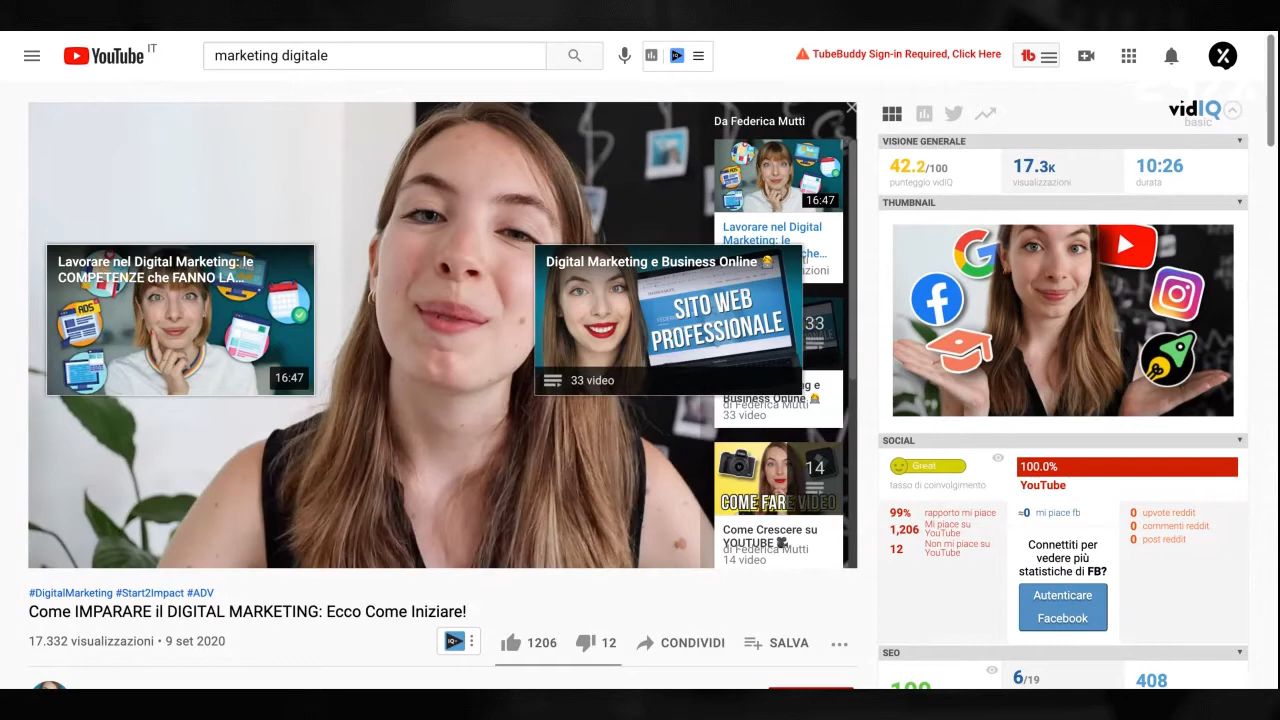 YouTube IT
marketing digitale
TubeBuddy Sign-in Required, Click Here
tb
Da Federica Mutti
16:47
Lavorare nel Digital
Marketing: le
Lavorare nel Digital Marketing: le
COMPETENZE che FANNO LA...
ADS
16:47
Digital Marketing e Business Online
SITO WEB
PROFESSIONALE
33 video
33
Business Online
di Federica Mutti
33 video
14
COME FARE VIDEO
Come Crescere su
YOUTUBE
di Federica Mutti
14 video
#DigitalMarketing #Start2Impact #ADV
Come IMPARARE il DIGITAL MARKETING: Ecco Come Iniziare!
17.332 visualizzazioni • 9 set 2020
1206
12
CONDIVIDI
SALVA
vidIQ
basic
VISIONE GENERALE
42.2/100
punteggio vidIQ
17.3K
visualizzazioni
10:26
durata
THUMBNAIL
SOCIAL
Great
tasso di coinvolgimento
100.0%
YouTube
99% rapporto mi piace
1,206 Mi piace su
YouTube
12 Non mi piace su
YouTube
≈0 mi piace fb
Connettiti per
vedere più
statistiche di FB?
Autenticare
Facebook
0 upvote reddit
0 commenti reddit
0 post reddit
SEO
6/19
408